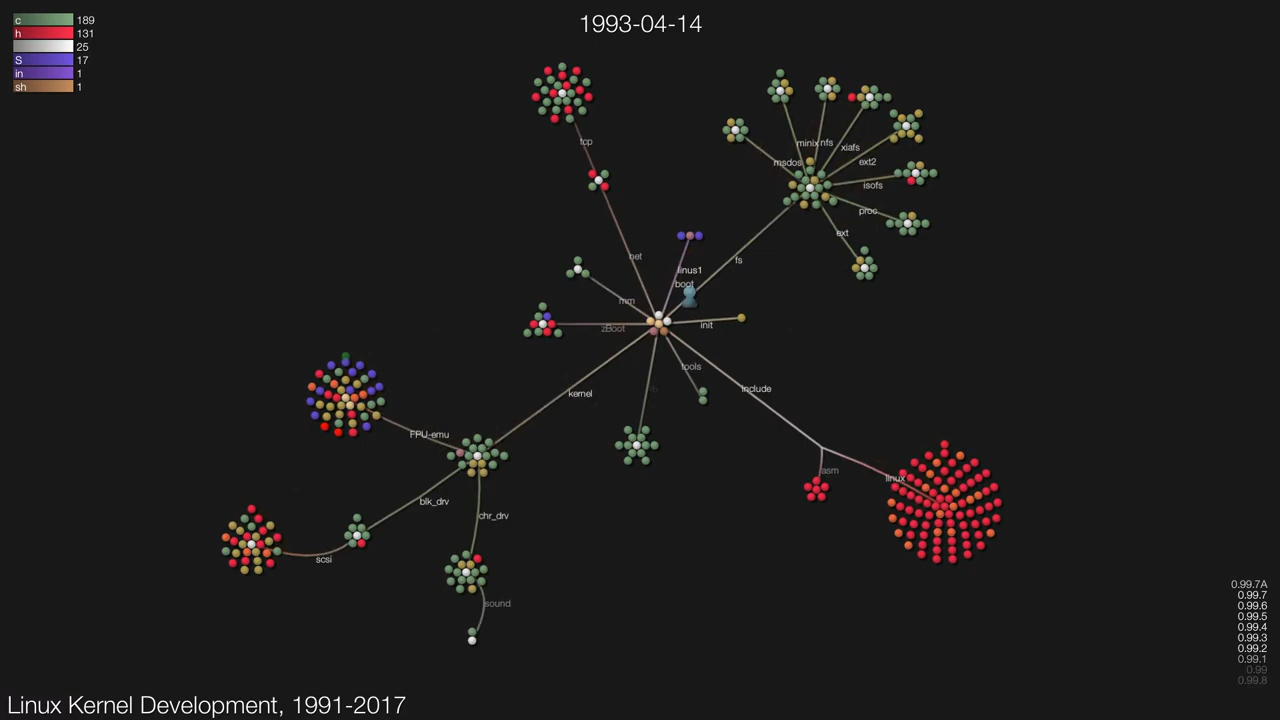 1993-04-14
c 189
h 131
25
S 17
in 1
sh 1
tcp
minix nfs
xiafs
msdos
ext2
isofs
proc
ext
net
fs
linus1
boot
mm
init
zBoot
tools
include
kernel
FPU-emu
asm
linux
blk_drv
chr_drv
scsi
sound
0.99.7A
0.99.7
0.99.6
0.99.5
0.99.4
0.99.3
0.99.2
0.99.1
0.99
0.99.8
Linux Kernel Development, 1991-2017